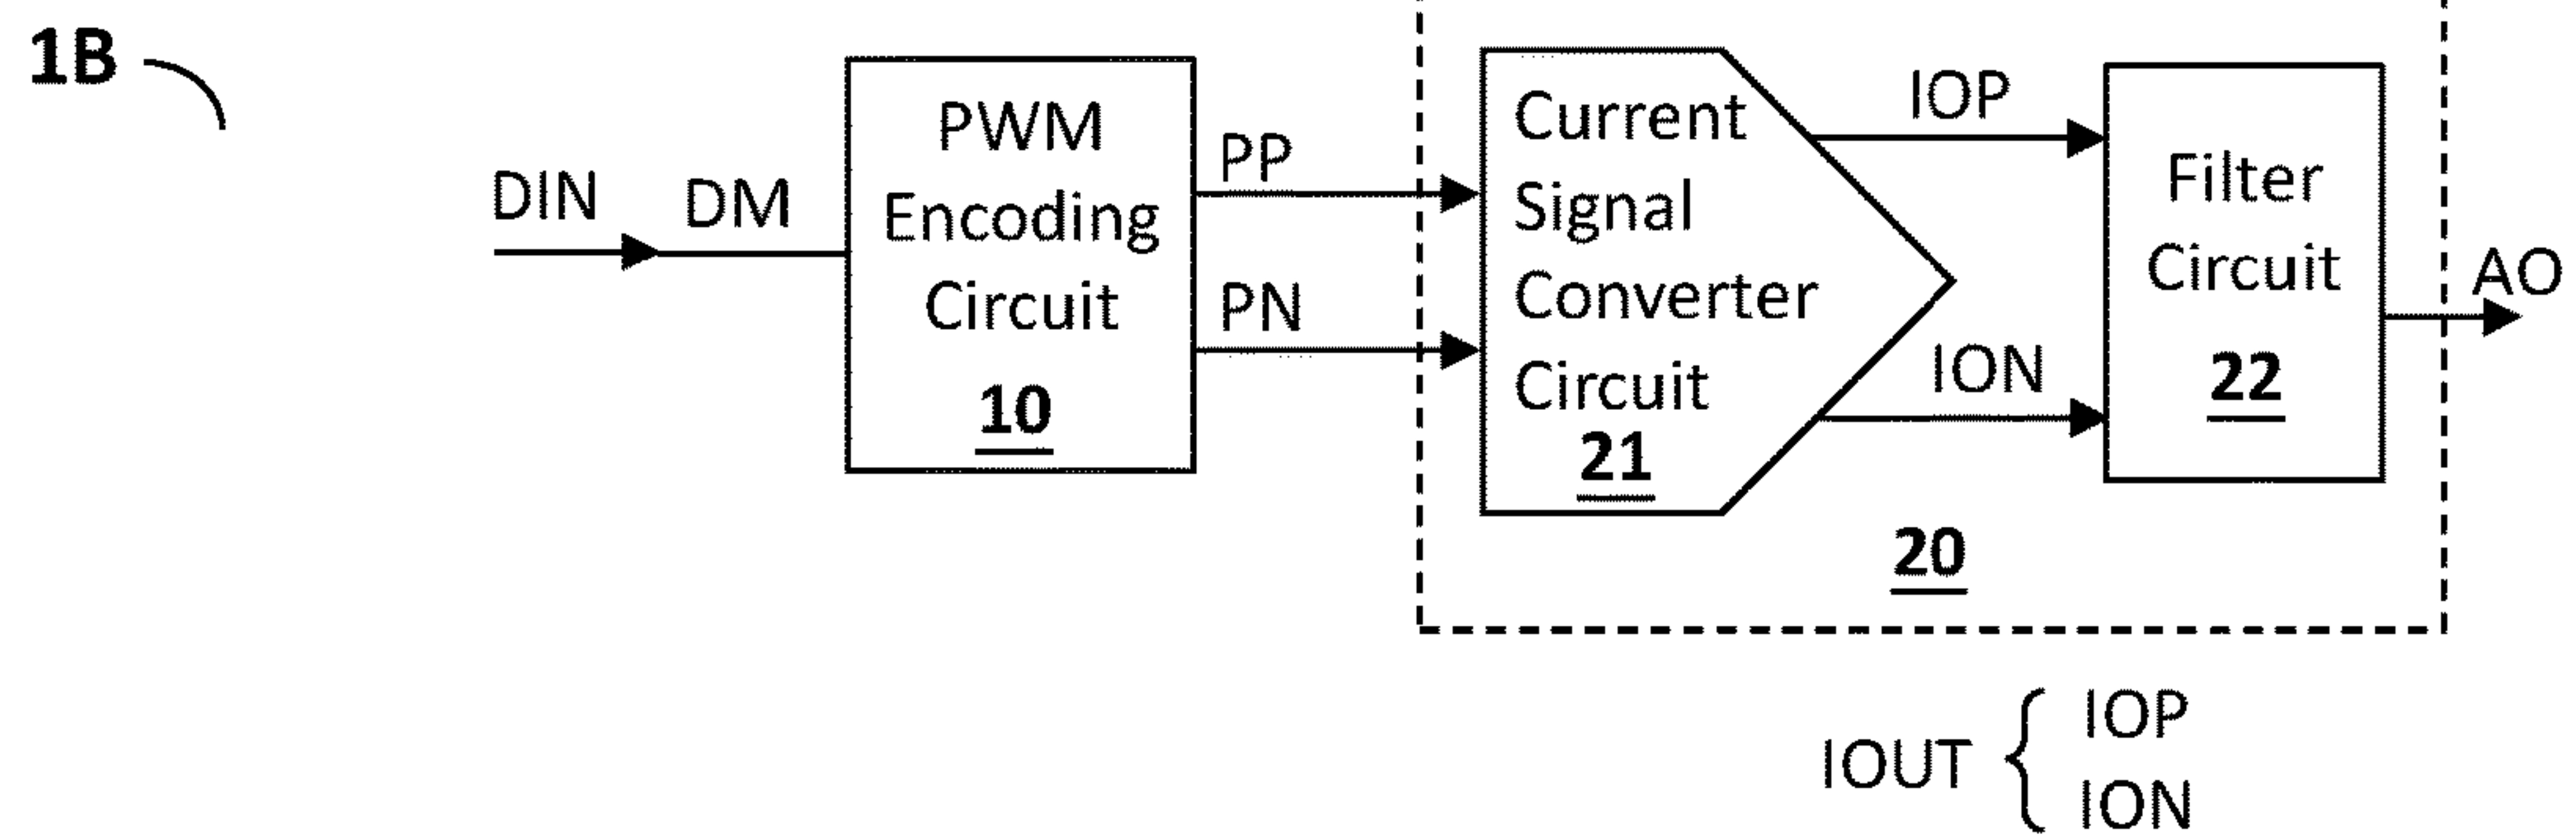 1B
DIN
DM
PWM
Encoding
Circuit
10
PP
PN
Current
Signal
Converter
Circuit
21
IOP
ION
20
Filter
Circuit
22
AO
IOUT { IOP
ION